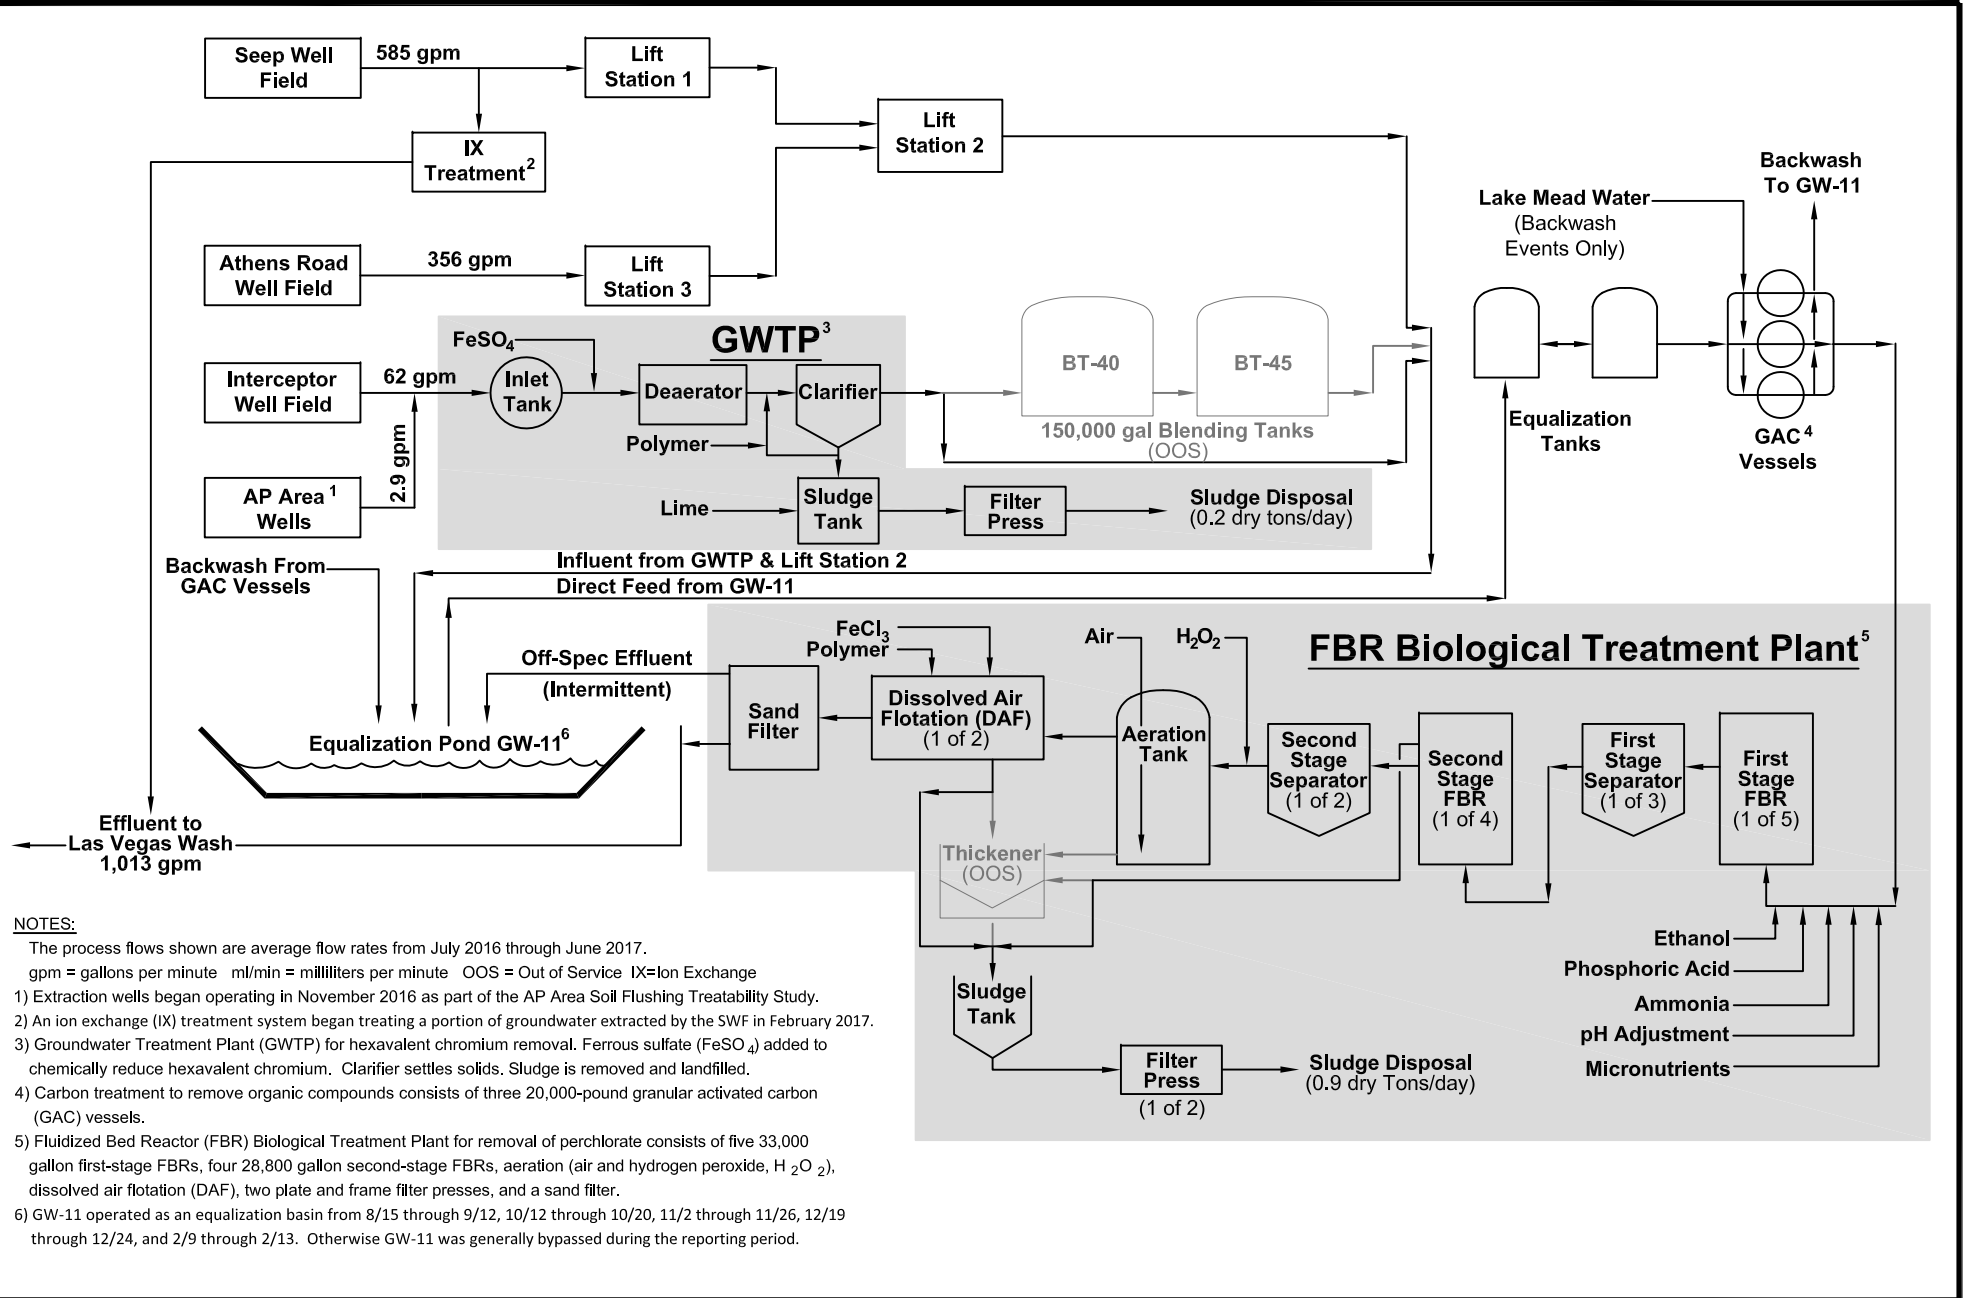 Seep Well
Field
585 gpm
Lift
Station 1
IX
Treatment2
Lift
Station 2
Athens Road
Well Field
356 gpm
Lift
Station 3
Backwash
To GW-11
Lake Mead Water
(Backwash
Events Only)
Equalization
Tanks
GAC4
Vessels
GWTP3
FeSO4
Interceptor
Well Field
62 gpm
Inlet
Tank
Deaerator
Clarifier
Polymer
BT-40
BT-45
150,000 gal Blending Tanks
(OOS)
AP Area1
Wells
2.9 gpm
Lime
Sludge
Tank
Filter
Press
Sludge Disposal
(0.2 dry tons/day)
Influent from GWTP & Lift Station 2
Direct Feed from GW-11
Backwash From
GAC Vessels
FBR Biological Treatment Plant5
FeCl3
Polymer
Air
H2O2
Off-Spec Effluent
(Intermittent)
Sand
Filter
Dissolved Air
Flotation (DAF)
(1 of 2)
Aeration
Tank
Second
Stage
Separator
(1 of 2)
Second
Stage
FBR
(1 of 4)
First
Stage
Separator
(1 of 3)
First
Stage
FBR
(1 of 5)
Equalization Pond GW-116
Effluent to
Las Vegas Wash
1,013 gpm
Thickener
(OOS)
Sludge
Tank
Filter
Press
(1 of 2)
Sludge Disposal
(0.9 dry Tons/day)
Ethanol
Phosphoric Acid
Ammonia
pH Adjustment
Micronutrients
NOTES:
The process flows shown are average flow rates from July 2016 through June 2017.
gpm = gallons per minute ml/min = milliliters per minute OOS = Out of Service IX=Ion Exchange
1) Extraction wells began operating in November 2016 as part of the AP Area Soil Flushing Treatability Study.
2) An ion exchange (IX) treatment system began treating a portion of groundwater extracted by the SWF in February 2017.
3) Groundwater Treatment Plant (GWTP) for hexavalent chromium removal. Ferrous sulfate (FeSO4) added to
chemically reduce hexavalent chromium. Clarifier settles solids. Sludge is removed and landfilled.
4) Carbon treatment to remove organic compounds consists of three 20,000-pound granular activated carbon
(GAC) vessels.
5) Fluidized Bed Reactor (FBR) Biological Treatment Plant for removal of perchlorate consists of five 33,000
gallon first-stage FBRs, four 28,800 gallon second-stage FBRs, aeration (air and hydrogen peroxide, H2O2),
dissolved air flotation (DAF), two plate and frame filter presses, and a sand filter.
6) GW-11 operated as an equalization basin from 8/15 through 9/12, 10/12 through 10/20, 11/2 through 11/26, 12/19
through 12/24, and 2/9 through 2/13. Otherwise GW-11 was generally bypassed during the reporting period.